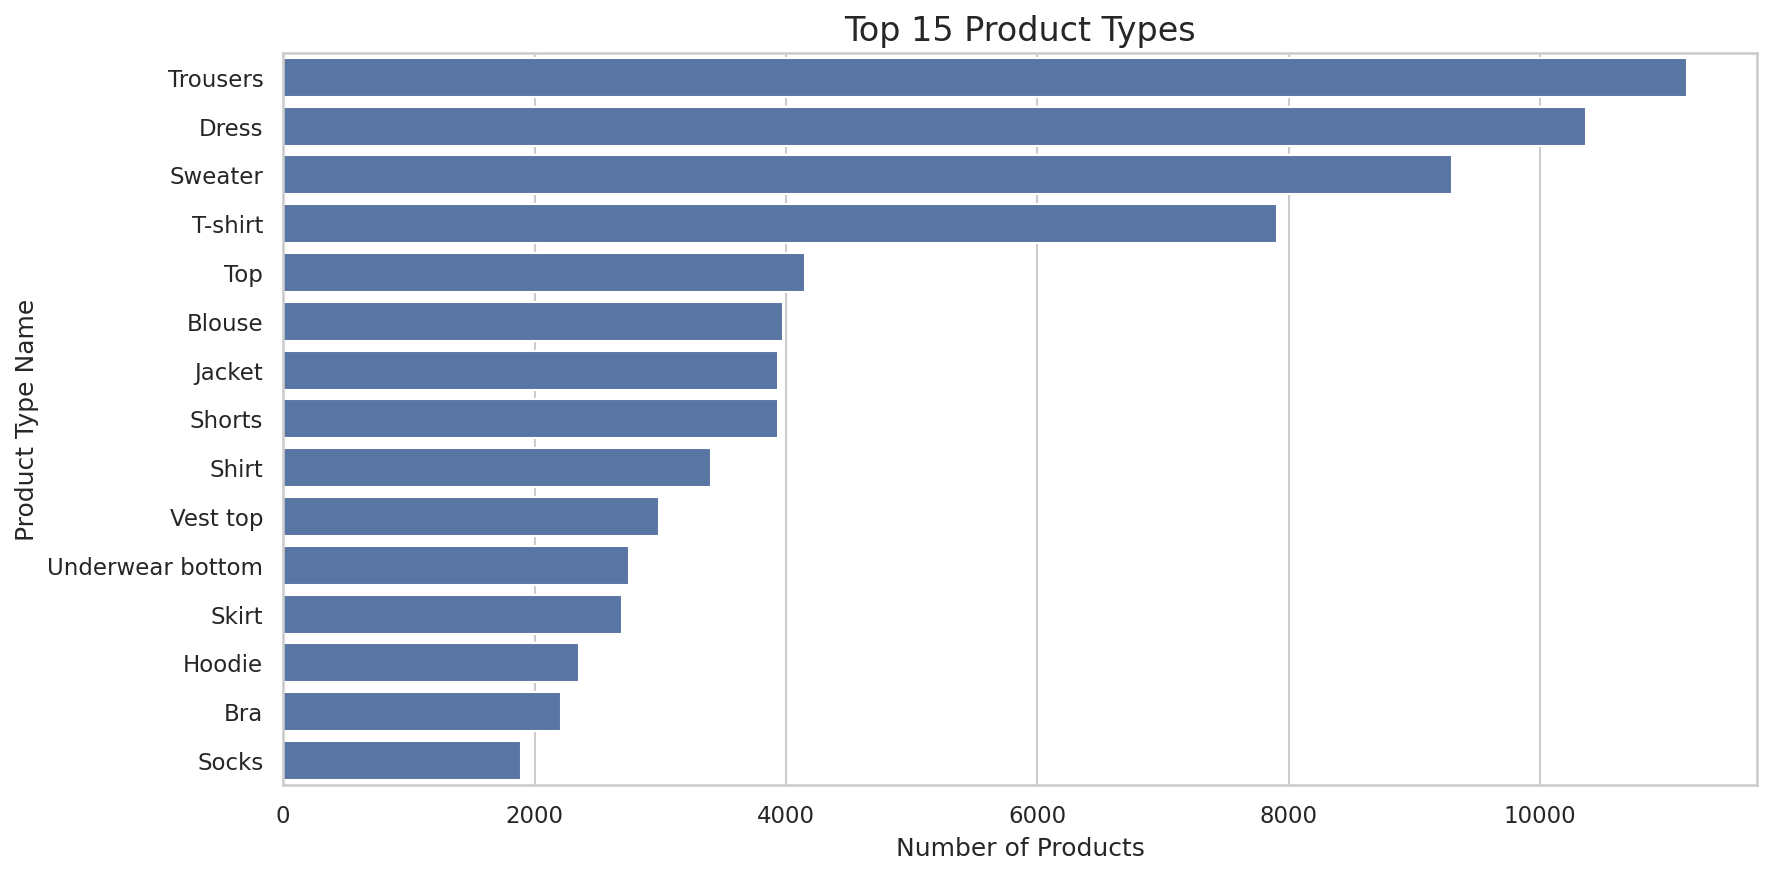 Top 15 Product Types
Product Type Name
Trousers
Dress
Sweater
T-shirt
Top
Blouse
Jacket
Shorts
Shirt
Vest top
Underwear bottom
Skirt
Hoodie
Bra
Socks
0 2000 4000 6000 8000 10000
Number of Products